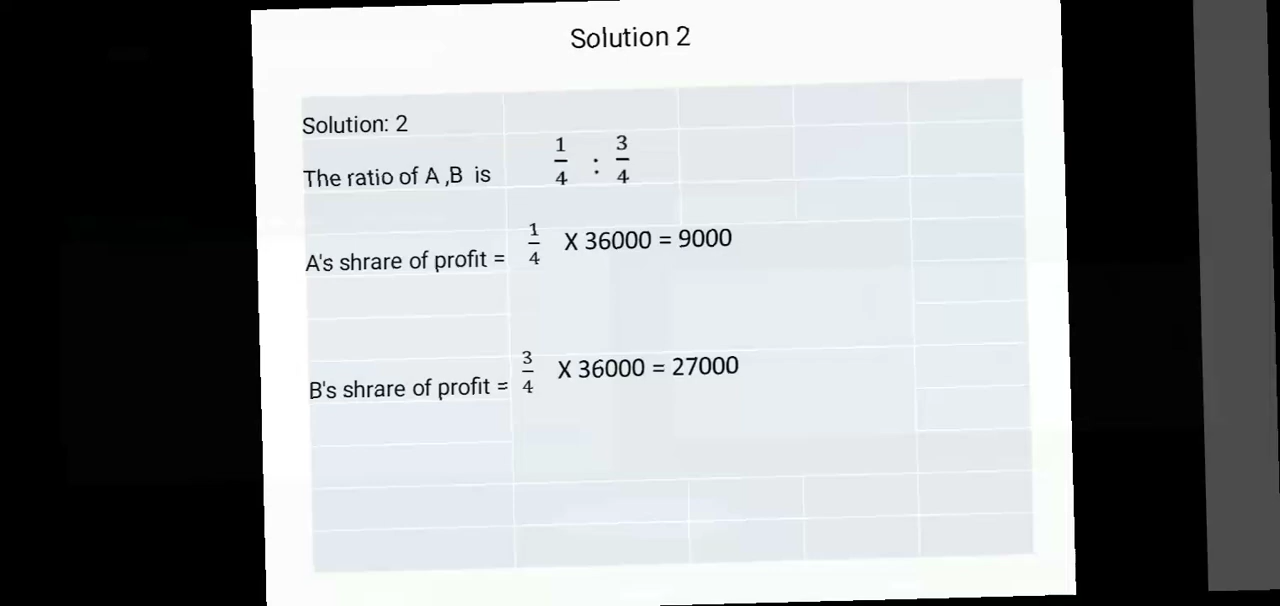 Solution 2
Solution: 2
The ratio of A ,B is 1/4 : 3/4
A's shrare of profit = 1/4 X 36000 = 9000
B's shrare of profit = 3/4 X 36000 = 27000